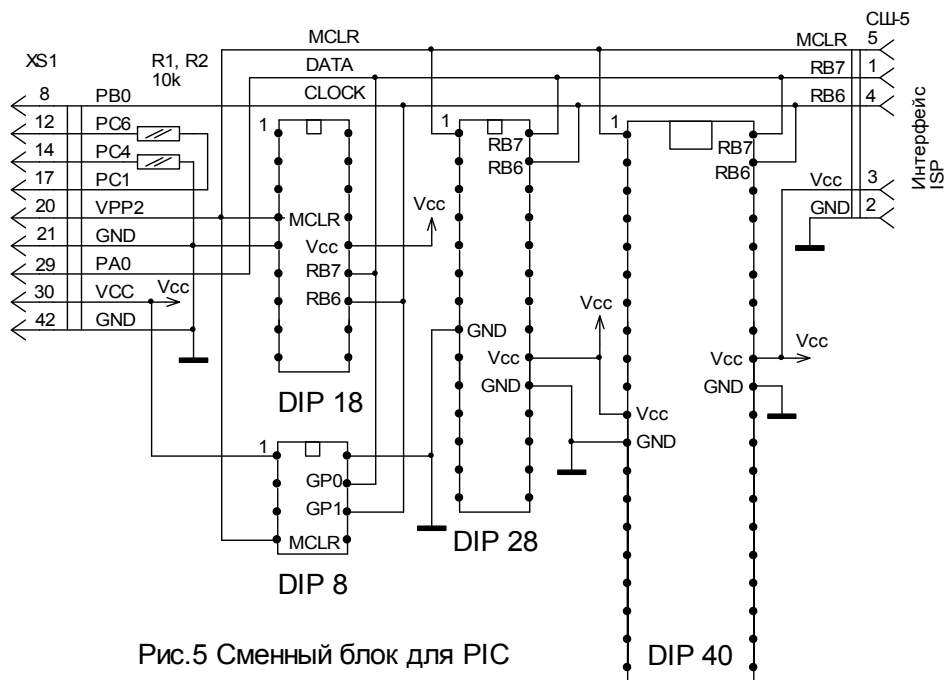 СШ-5
MCLR
MCLR 5
XS1
R1, R2
10k
DATA
RB7 1
8 PB0
CLOCK
RB6 4
12 PC6
1
1
RB7
1
RB7
14 PC4
RB6
RB6
Интерфейс
ISP
17 PC1
Vcc 3
20 VPP2
MCLR
Vcc
GND 2
21 GND
Vcc
29 PA0
RB7
30 VCC
Vcc
RB6
Vcc
42 GND
GND
Vcc
Vcc
Vcc
GND
GND
DIP 18
Vcc
GND
1
GP0
GP1
MCLR
DIP 28
DIP 8
Рис.5 Сменный блок для PIC
DIP 40